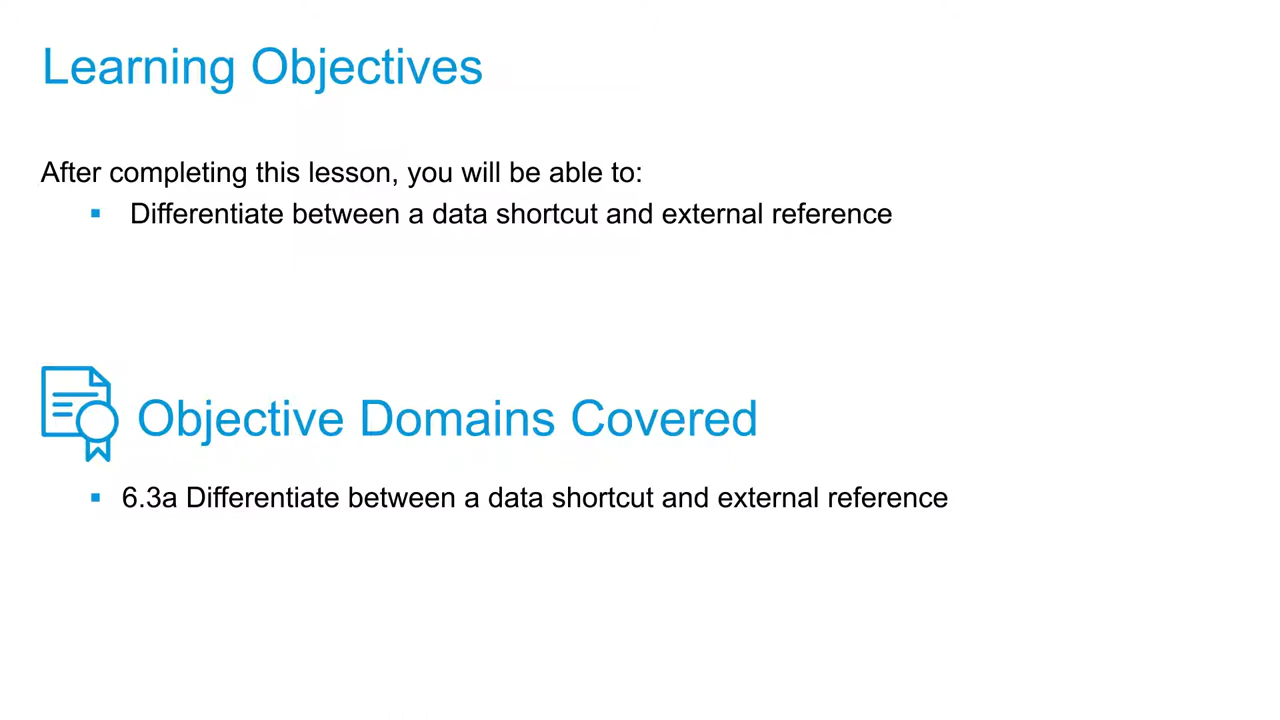 Learning Objectives
After completing this lesson, you will be able to:
▪ Differentiate between a data shortcut and external reference
Objective Domains Covered
▪ 6.3a Differentiate between a data shortcut and external reference